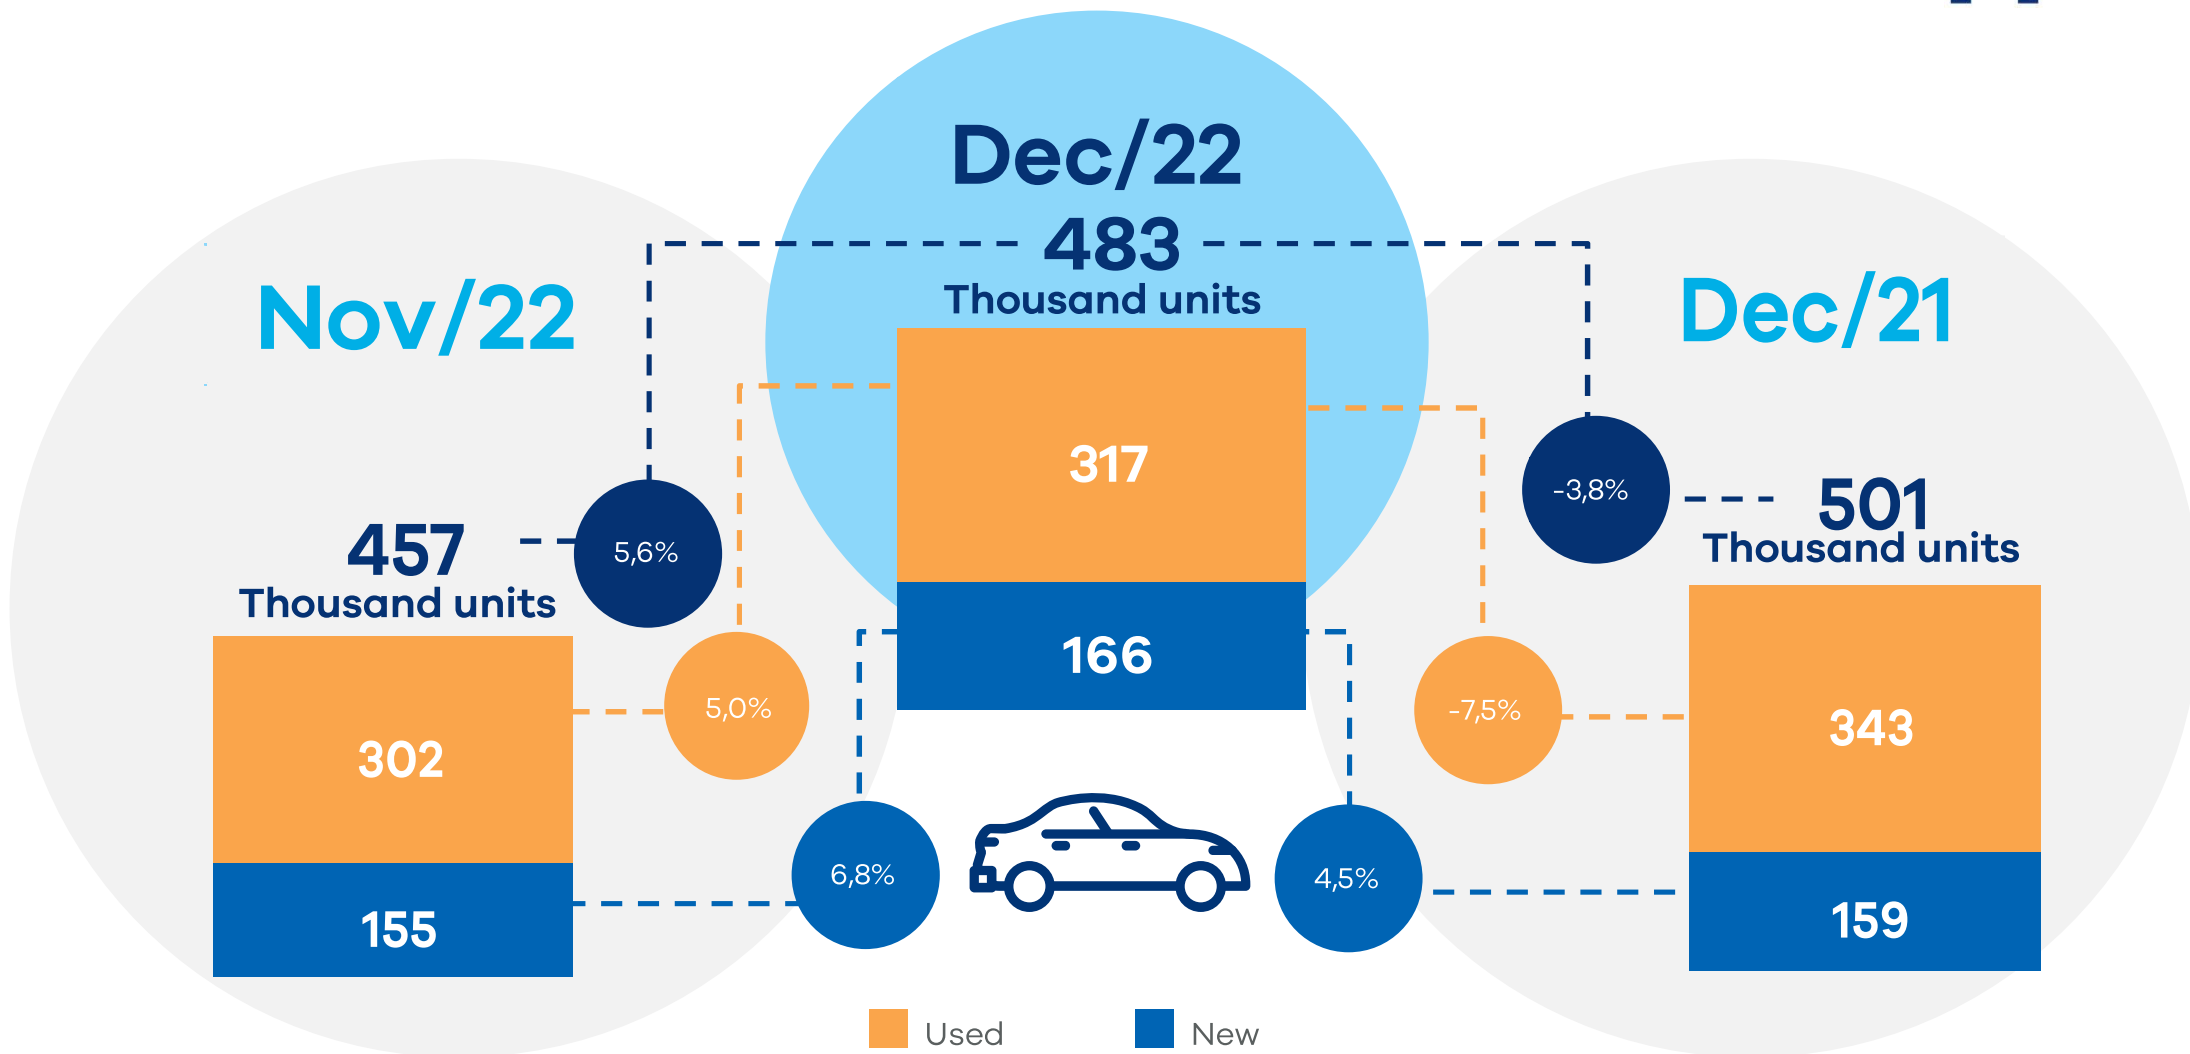 Dec/22
483
Thousand units
317
166
Nov/22
457
Thousand units
302
155
5,6%
5,0%
6,8%
Dec/21
501
Thousand units
343
159
-3,8%
-7,5%
4,5%
Used
New